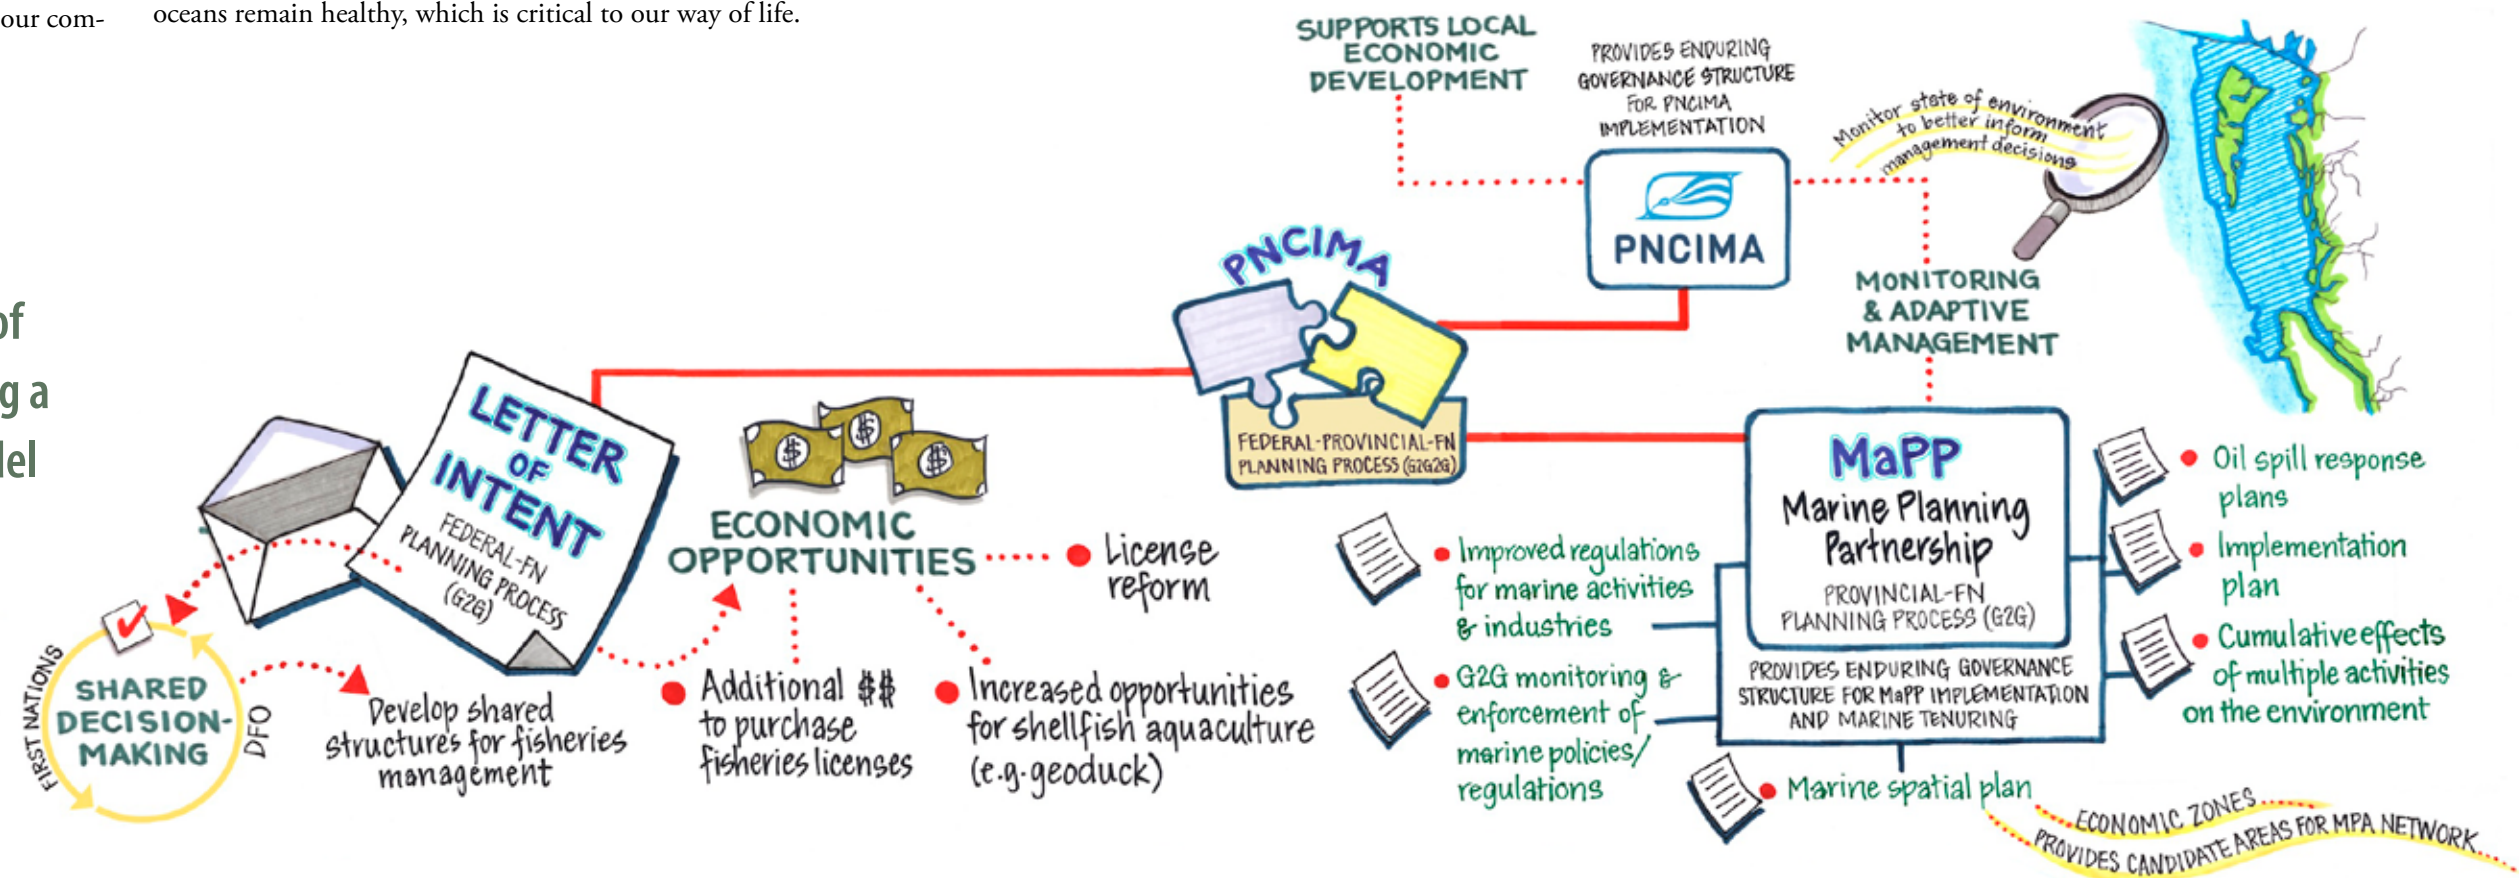 our com-
oceans remain healthy, which is critical to our way of life.
of
g a
del
SUPPORTS LOCAL
ECONOMIC
DEVELOPMENT
PROVIDES ENDURING
GOVERNANCE STRUCTURE
FOR PNCIMA
IMPLEMENTATION
Monitor state of environment
to better inform
management decisions
PNCIMA
MONITORING
& ADAPTIVE
MANAGEMENT
PNCIMA
FEDERAL-PROVINCIAL-FN
PLANNING PROCESS (G2G2G)
LETTER
OF
INTENT
FEDERAL-FN
PLANNING PROCESS
(G2G)
FIRST NATIONS
SHARED
DECISION-
MAKING
DFO
Develop shared
structures for fisheries
management
ECONOMIC
OPPORTUNITIES
License
reform
Additional $$
to purchase
fisheries licenses
Increased opportunities
for shellfish aquaculture
(e.g. geoduck)
MaPP
Marine Planning
Partnership
PROVINCIAL-FN
PLANNING PROCESS (G2G)
PROVIDES ENDURING GOVERNANCE
STRUCTURE FOR MaPP IMPLEMENTATION
AND MARINE TENURING
Improved regulations
for marine activities
& industries
G2G monitoring &
enforcement of
marine policies/
regulations
Oil spill response
plans
Implementation
plan
Cumulative effects
of multiple activities
on the environment
Marine spatial plan
ECONOMIC ZONES
PROVIDES CANDIDATE AREAS FOR MPA NETWORK
$
$
$